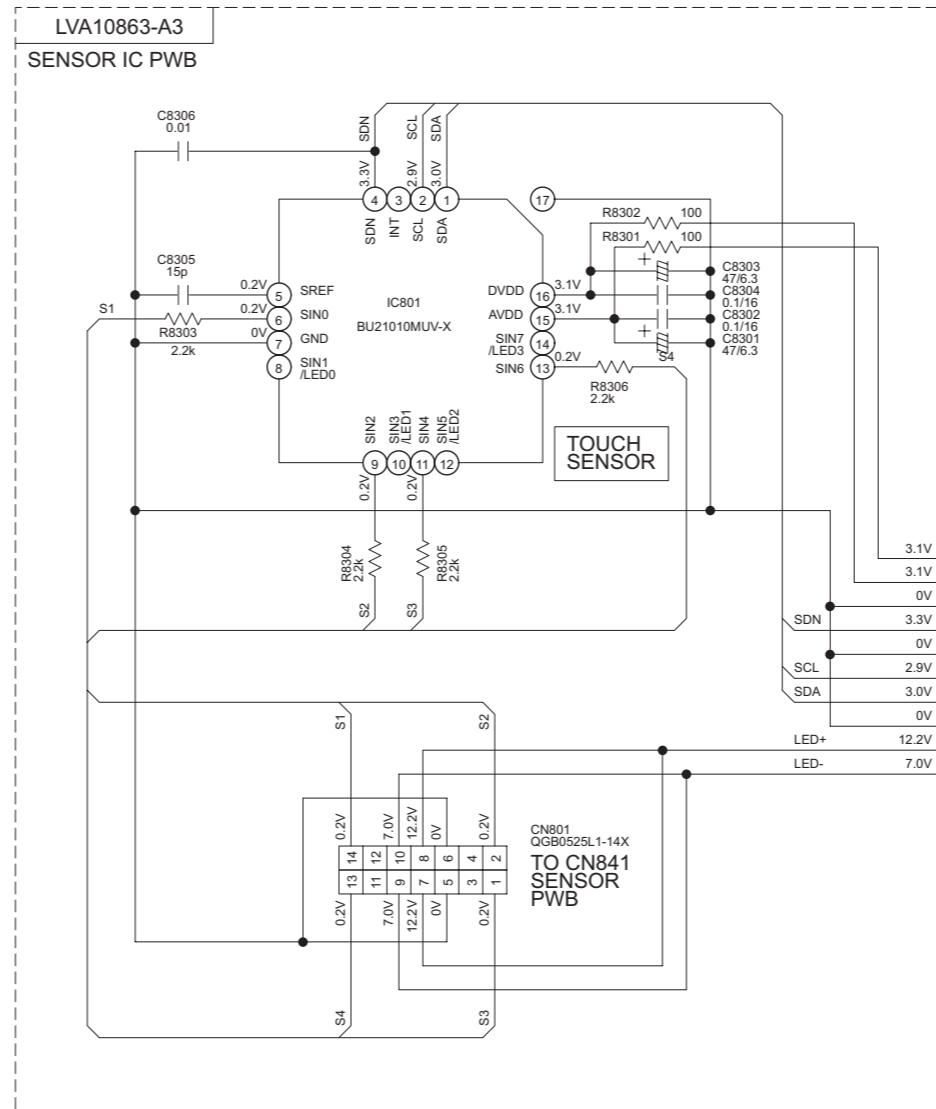 LVA10863-A3
SENSOR IC PWB
C8306
0.01
SDN
SCL
SDA
3.3V
2.9V
3.0V
4
3
2
1
17
SDN
INT
SCL
SDA
R8302
100
R8301
100
+
C8303
47/6.3
C8304
0.1/16
C8302
0.1/16
C8301
47/6.3
+
S4
C8305
15p
0.2V
5
SREF
S1
0.2V
6
SIN0
R8303
2.2k
0V
7
GND
8
SIN1
/LED0
IC801
BU21010MUV-X
DVDD
16
3.1V
AVDD
15
3.1V
SIN7
/LED3
14
SIN6
13
0.2V
R8306
2.2k
SIN2
SIN3
/LED1
SIN4
SIN5
/LED2
9
10
11
12
0.2V
0.2V
TOUCH
SENSOR
R8304
2.2k
R8305
2.2k
S2
S3
3.1V
3.1V
0V
SDN
3.3V
0V
SCL
2.9V
SDA
3.0V
0V
LED+
12.2V
LED-
7.0V
S1
S2
0.2V
7.0V
12.2V
0V
0.2V
14
12
10
8
6
4
2
13
11
9
7
5
3
1
0.2V
7.0V
12.2V
0V
0.2V
CN801
QGB0525L1-14X
TO CN841
SENSOR
PWB
S4
S3